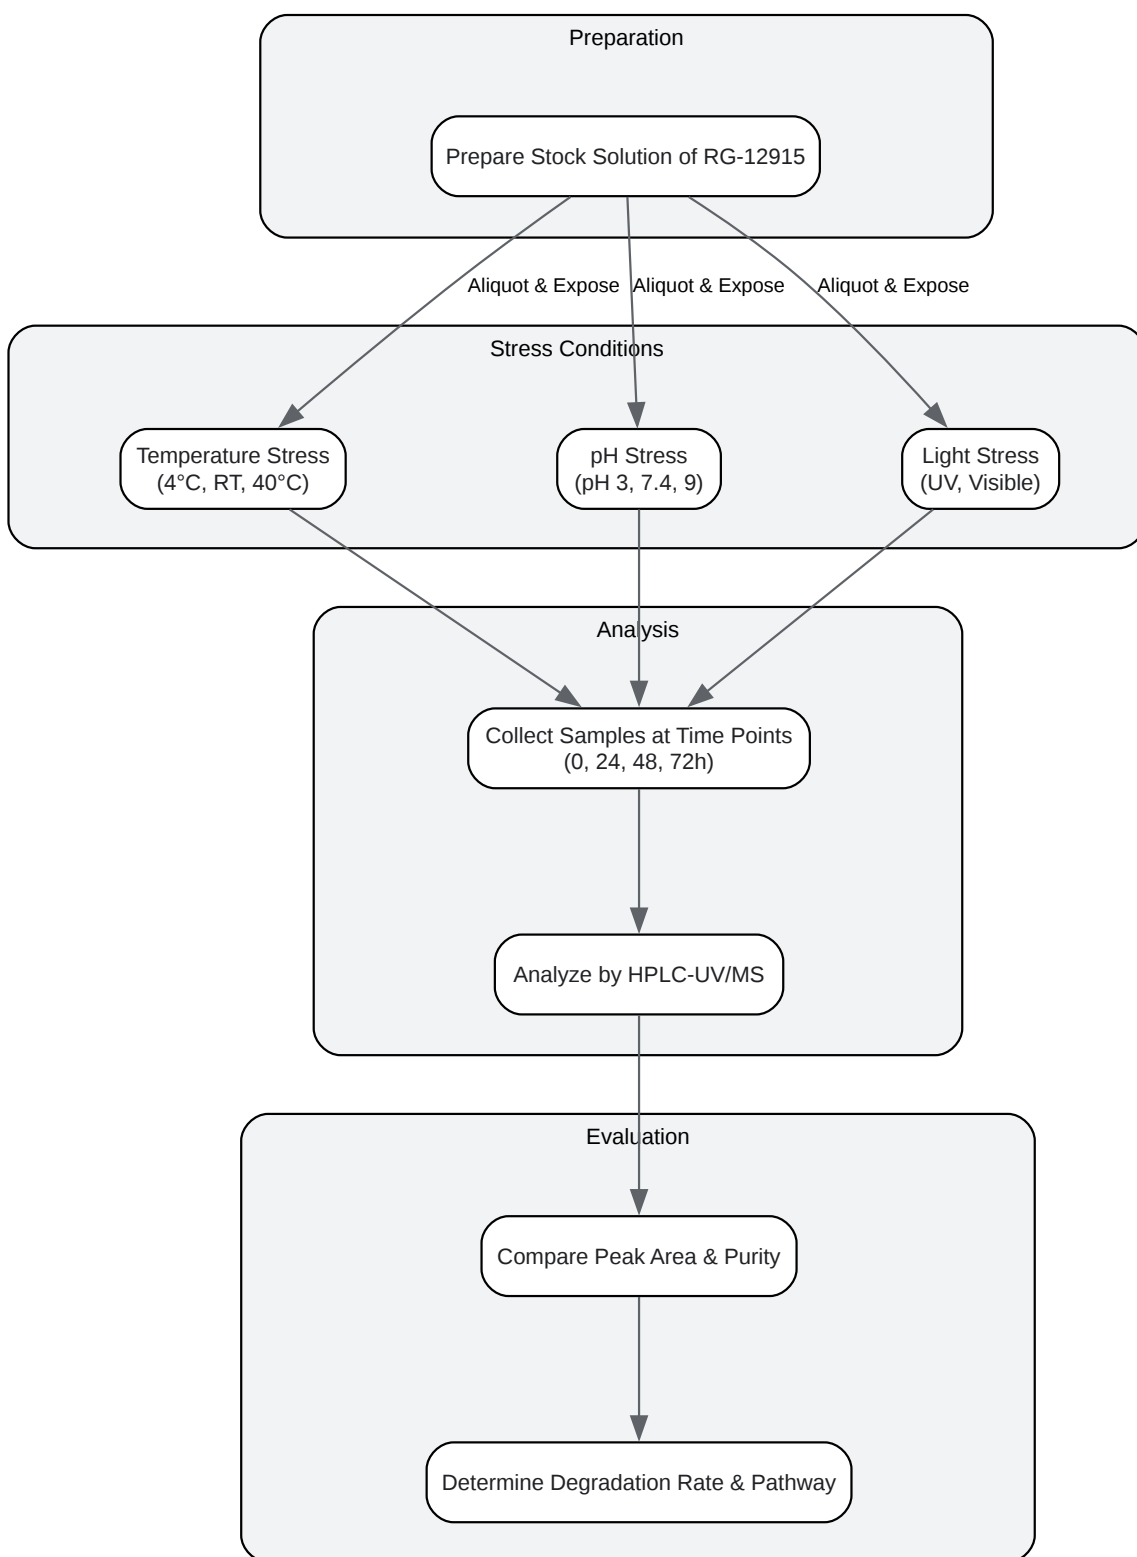 Preparation
Prepare Stock Solution of RG-12915
Aliquot & Expose
Aliquot & Expose
Aliquot & Expose
Stress Conditions
Temperature Stress
(4°C, RT, 40°C)
pH Stress
(pH 3, 7.4, 9)
Light Stress
(UV, Visible)
Analysis
Collect Samples at Time Points
(0, 24, 48, 72h)
Analyze by HPLC-UV/MS
Evaluation
Compare Peak Area & Purity
Determine Degradation Rate & Pathway